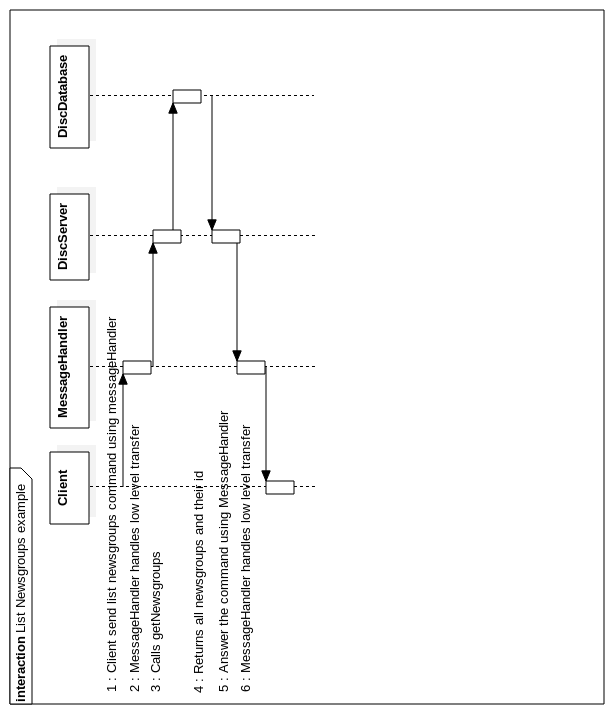 interaction List Newsgroups example
Client
MessageHandler
DiscServer
DiscDatabase
1 : Client send list newsgroups command using messageHandler
2 : MessageHandler handles low level transfer
3 : Calls getNewsgroups
4 : Returns all newsgroups and their id
5 : Answer the command using MessageHandler
6 : MessageHandler handles low level transfer